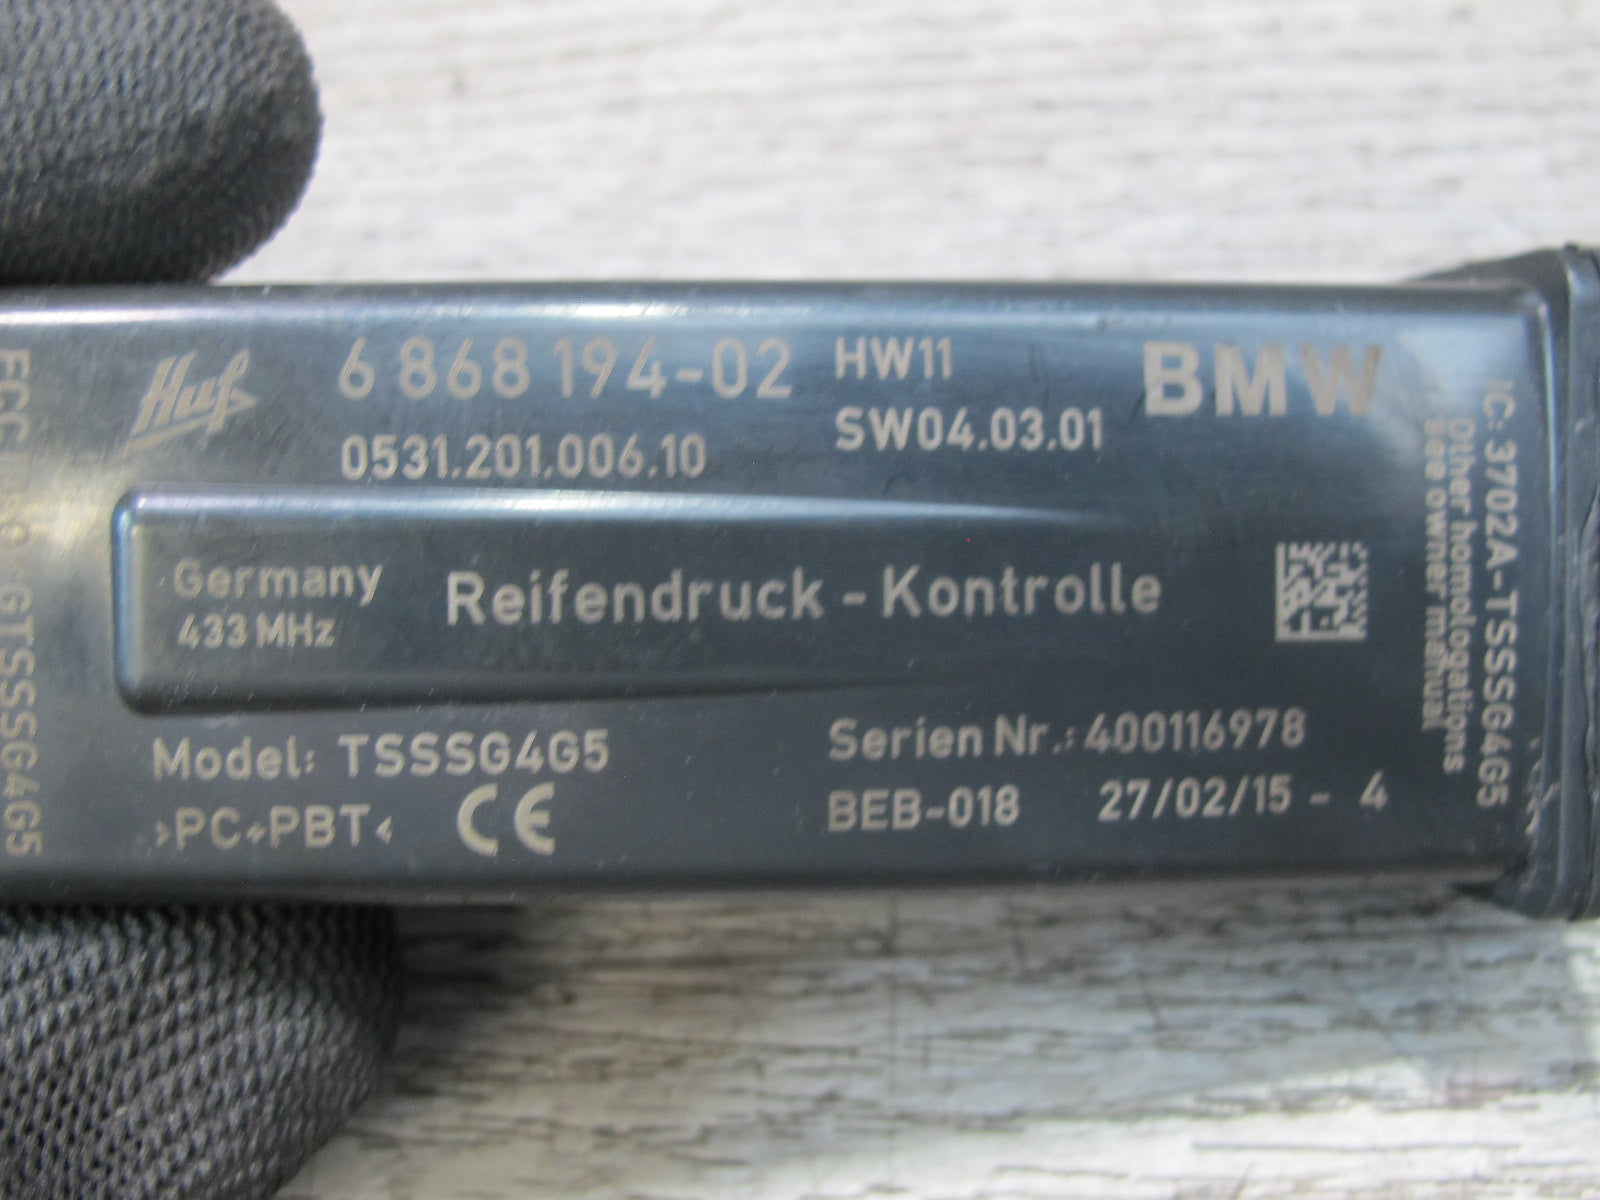 Huf
6 868 194-02
HW11
BMW
0531.201.006.10
SW04.03.01
Germany
433 MHz
Reifendruck - Kontrolle
Model: TSSSG4G5
Serien Nr.: 400116978
>PC+PBT< CE
BEB-018 27/02/15 - 4
IC: 3702A-TSSSG4G5
Other homologations
see owner manual
FCC GTSSSG4G5